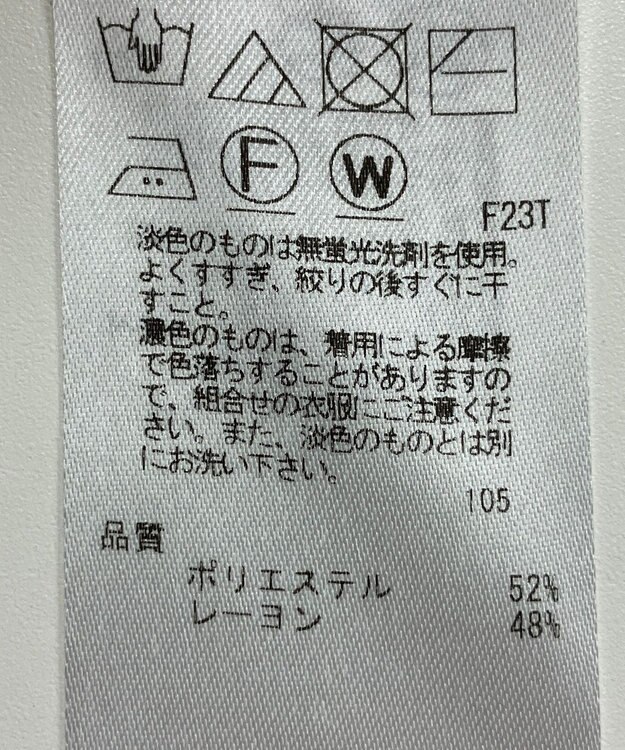 F W
F23T
淡色のものは無蛍光洗剤を使用。
よくすすぎ、絞りの後すぐに干
すこと。
濃色のものは、着用による摩擦
で色落ちすることがありますの
で、組合せの衣服にご注意くだ
さい。また、淡色のものとは別
にお洗い下さい。
105
品質
ポリエステル 52%
レーヨン 48%